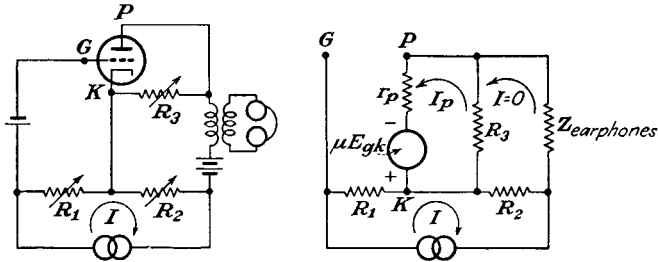 P
G
K
R3
R1
R2
I
G
P
rp
Ip
I=0
R3
Zearphones
μEgk
-
+
R1
K
R2
I